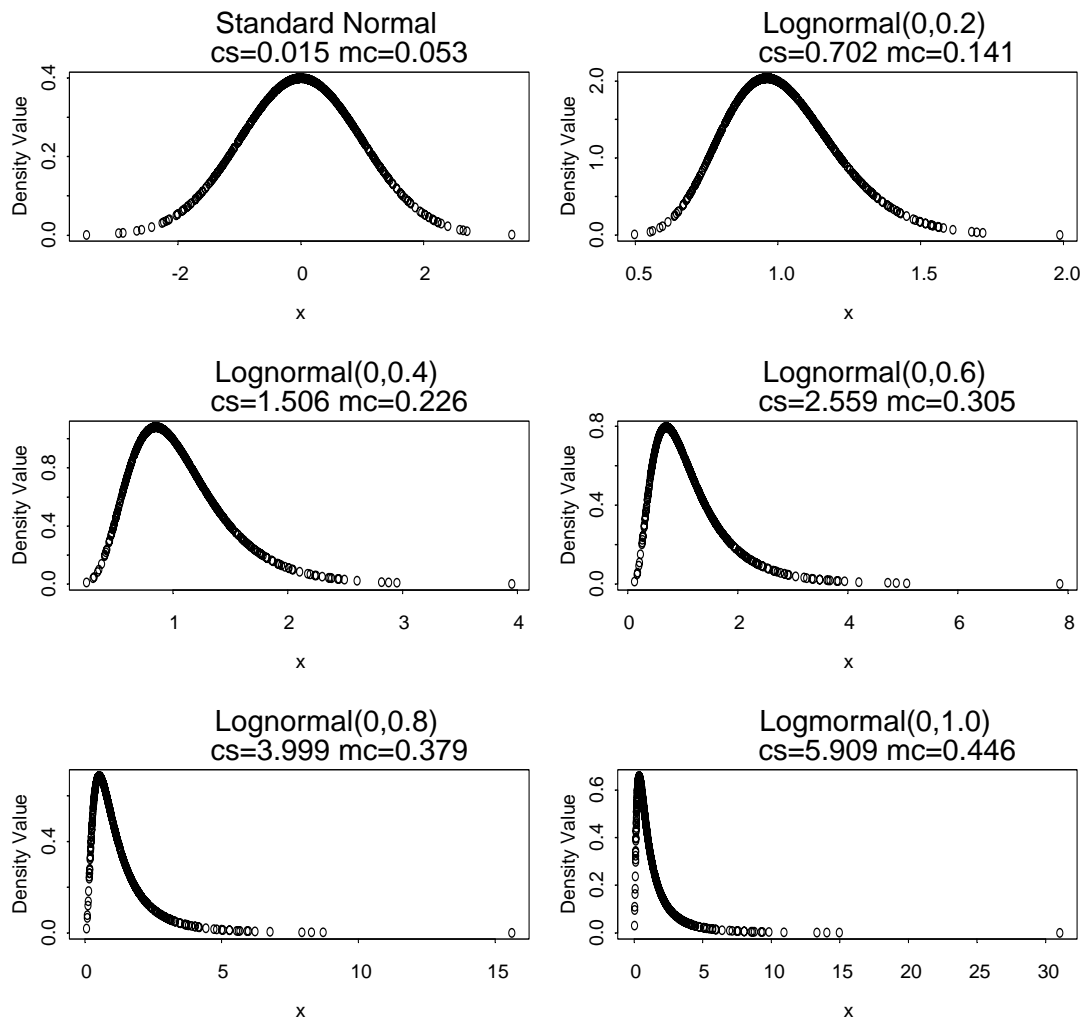 Standard Normal
cs=0.015 mc=0.053
Density Value
0.0 0.2 0.4
-2 0 2
x
Lognormal(0,0.2)
cs=0.702 mc=0.141
Density Value
0.0 1.0 2.0
0.5 1.0 1.5 2.0
x
Lognormal(0,0.4)
cs=1.506 mc=0.226
Density Value
0.0 0.4 0.8
1 2 3 4
x
Lognormal(0,0.6)
cs=2.559 mc=0.305
Density Value
0.0 0.4 0.8
0 2 4 6 8
x
Lognormal(0,0.8)
cs=3.999 mc=0.379
Density Value
0.0 0.4
0 5 10 15
x
Logmormal(0,1.0)
cs=5.909 mc=0.446
Density Value
0.0 0.2 0.4 0.6
0 5 10 15 20 25 30
x